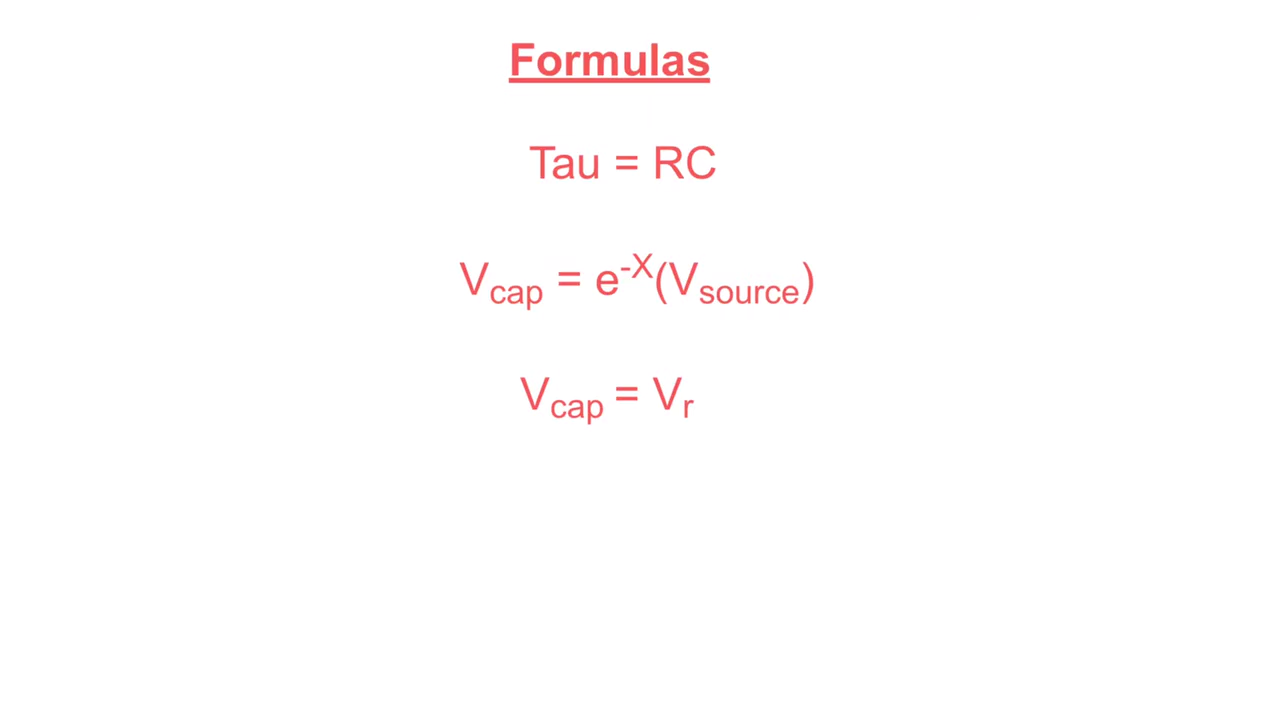 Formulas
Tau = RC
Vcap = e-X(Vsource)
Vcap = Vr